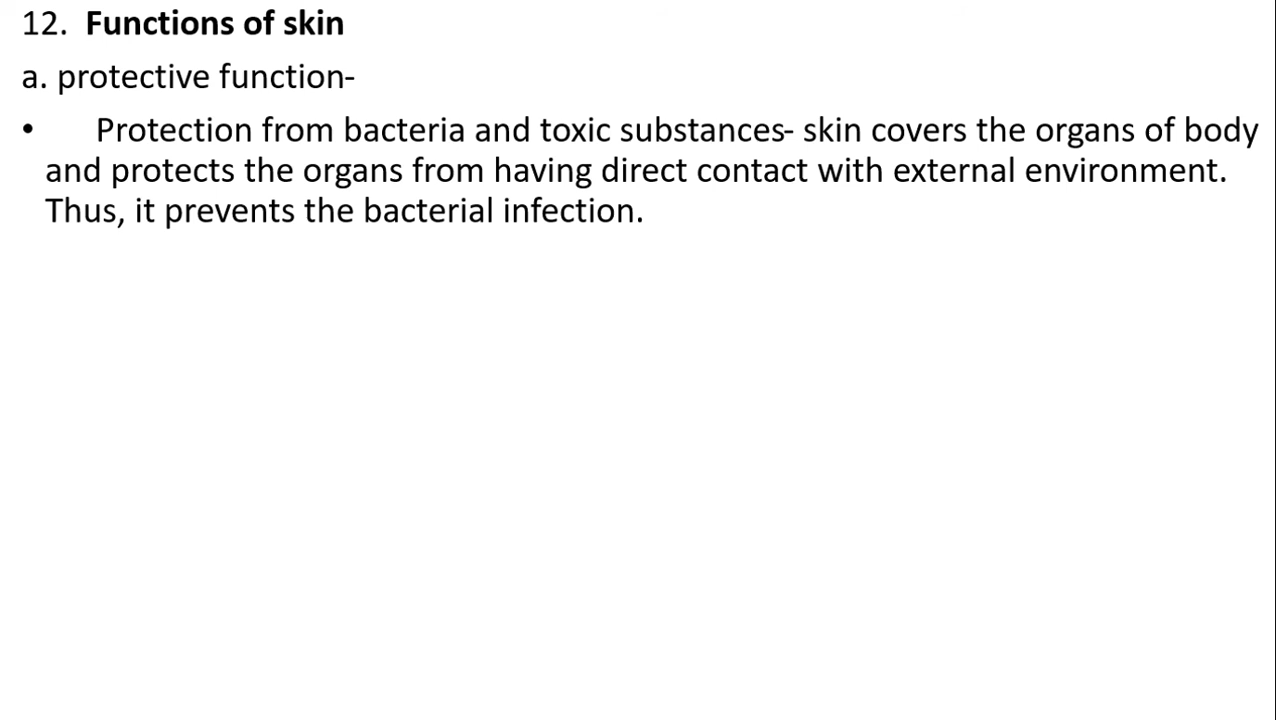 12. Functions of skin
a. protective function-
• Protection from bacteria and toxic substances- skin covers the organs of body
and protects the organs from having direct contact with external environment.
Thus, it prevents the bacterial infection.